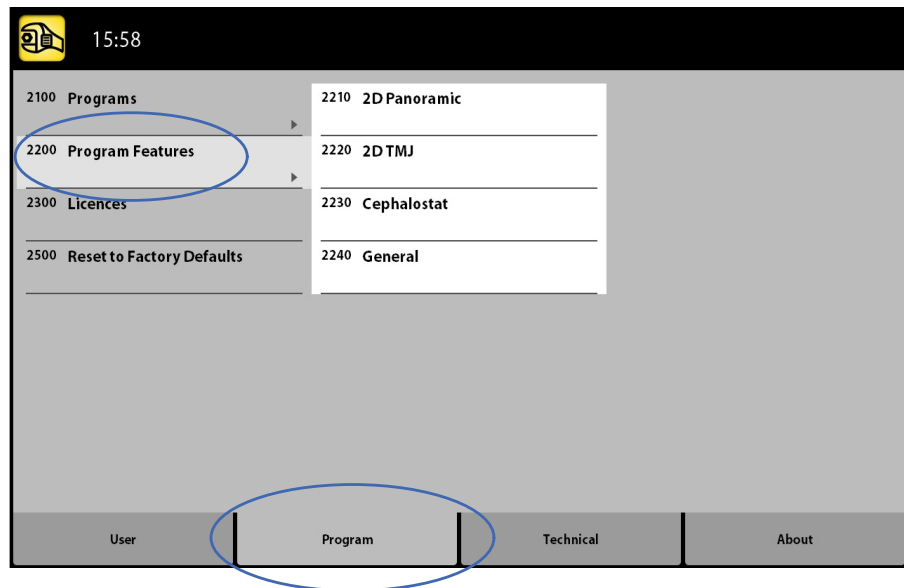 15:58
2100 Programs
2200 Program Features
2300 Licences
2500 Reset to Factory Defaults
2210 2D Panoramic
2220 2D TMJ
2230 Cephalostat
2240 General
User
Program
Technical
About